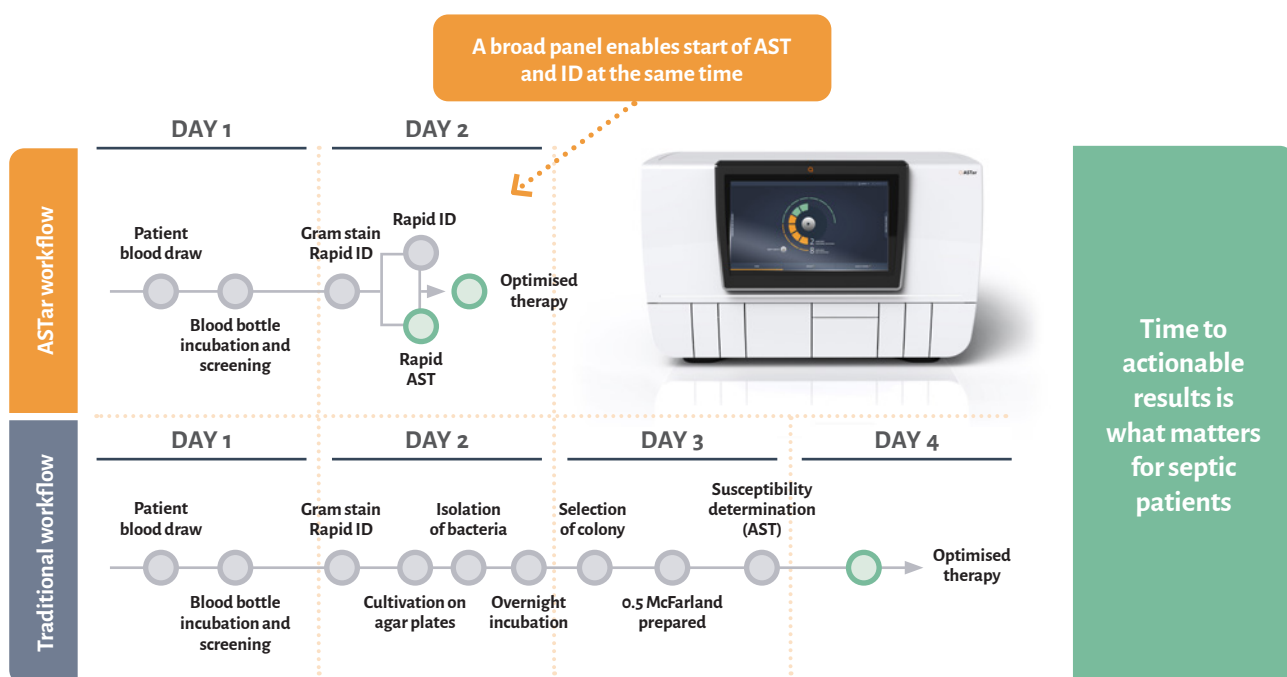 A broad panel enables start of AST
and ID at the same time
DAY 1
DAY 2
ASTar workflow
Patient
blood draw
Blood bottle
incubation and
screening
Gram stain
Rapid ID
Rapid ID
Rapid
AST
Optimised
therapy
ASTar
2
8
Time to
actionable
results is
what matters
for septic
patients
Traditional workflow
DAY 1
DAY 2
DAY 3
DAY 4
Patient
blood draw
Blood bottle
incubation and
screening
Gram stain
Rapid ID
Cultivation on
agar plates
Isolation
of bacteria
Overnight
incubation
Selection
of colony
0.5 McFarland
prepared
Susceptibility
determination
(AST)
Optimised
therapy